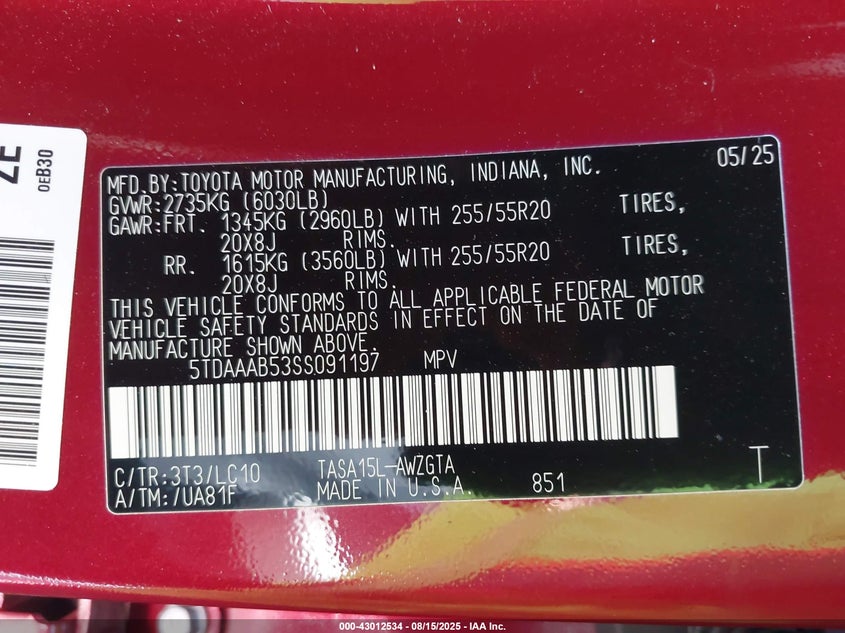 ZE
0EB30
MFD.BY:TOYOTA MOTOR MANUFACTURING, INDIANA, INC. 05/25
GVWR:2735KG (6030LB)
GAWR:FRT. 1345KG (2960LB) WITH 255/55R20 TIRES,
20X8J RIMS.
RR. 1615KG (3560LB) WITH 255/55R20 TIRES,
20X8J RIMS.
THIS VEHICLE CONFORMS TO ALL APPLICABLE FEDERAL MOTOR
VEHICLE SAFETY STANDARDS IN EFFECT ON THE DATE OF
MANUFACTURE SHOWN ABOVE.
5TDAAAB53SS091197 MPV
C/TR:3T3/LC10 TASA15L-AWZGTA T
A/TM:/UA81F MADE IN U.S.A. 851
000-43012534 - 08/15/2025 - IAA Inc.